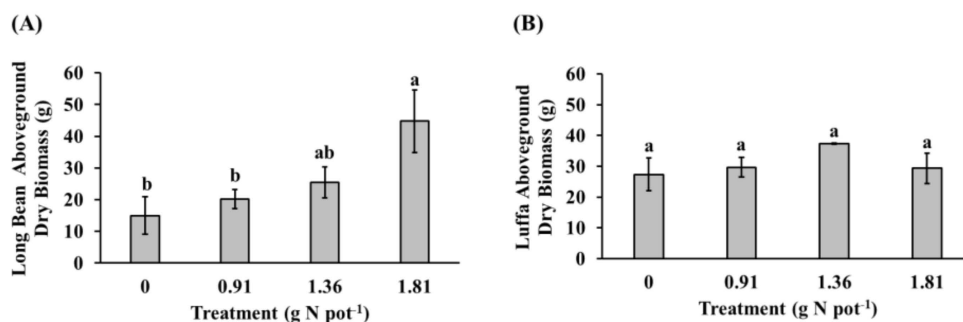 (A)
Long Bean Aboveground
Dry Biomass (g)
60
50
40
30
20
10
0
b
b
ab
a
0 0.91 1.36 1.81
Treatment (g N pot⁻¹)
(B)
Luffa Aboveground
Dry Biomass (g)
60
50
40
30
20
10
0
a
a
a
a
0 0.91 1.36 1.81
Treatment (g N pot⁻¹)